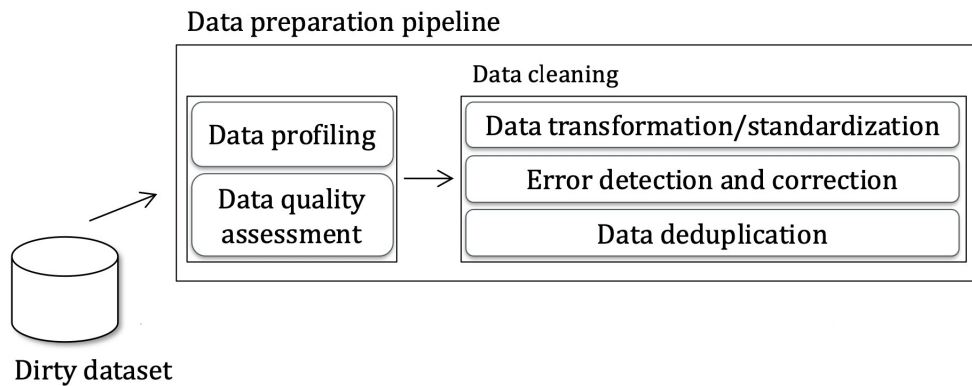 Data preparation pipeline
Data cleaning
Data profiling
Data quality
assessment
Data transformation/standardization
Error detection and correction
Data deduplication
Dirty dataset